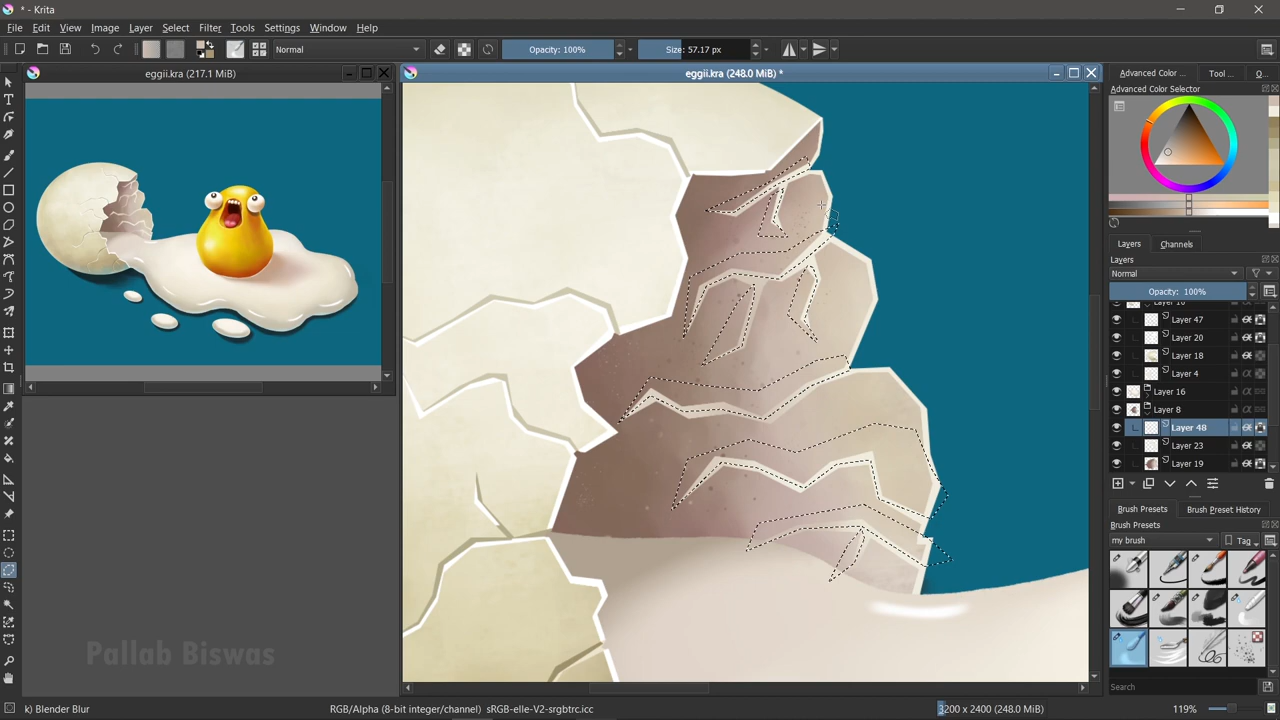 * - Krita
File Edit View Image Layer Select Filter Tools Settings Window Help
Normal Opacity: 100% Size: 57.17 px
eggii.kra (217.1 MiB)
eggii.kra (248.0 MiB) *
Advanced Color ... Tool ... O...
Advanced Color Selector
Layers Channels
Layers
Normal
Opacity: 100%
Layer 47
Layer 20
Layer 18
Layer 4
Layer 16
Layer 8
Layer 48
Layer 23
Layer 19
Brush Presets Brush Preset History
Brush Presets
my brush Tag
Search
Pallab Biswas
k) Blender Blur RGB/Alpha (8-bit integer/channel) sRGB-elle-V2-srgbtrc.icc 3200 x 2400 (248.0 MiB) 119%